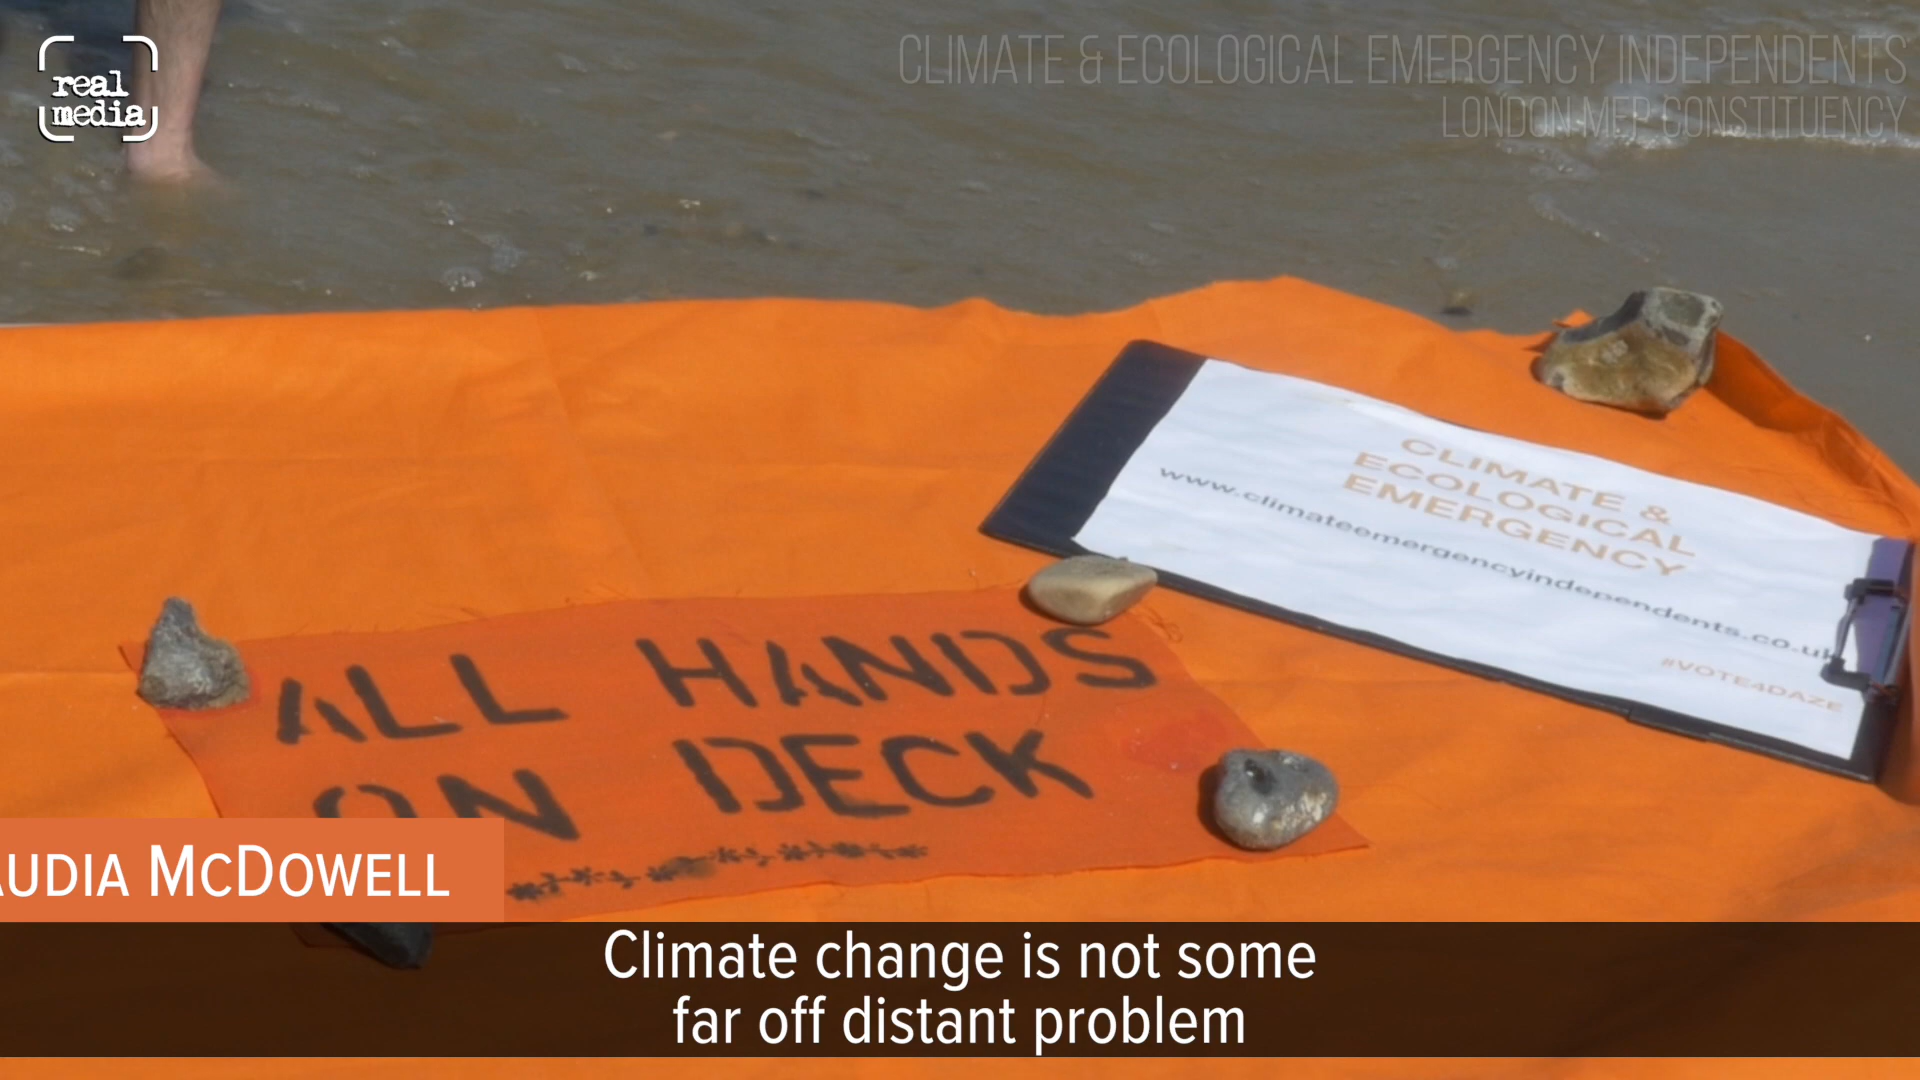 real
media
CLIMATE & ECOLOGICAL EMERGENCY INDEPENDENTS
LONDON MEP CONSTITUENCY
CLIMATE &
ECOLOGICAL
EMERGENCY
www.climateemergencyindependents.co.uk
#VOTE4DAZE
ALL HANDS
ON DECK
AUDIA MCDOWELL
Climate change is not some
far off distant problem